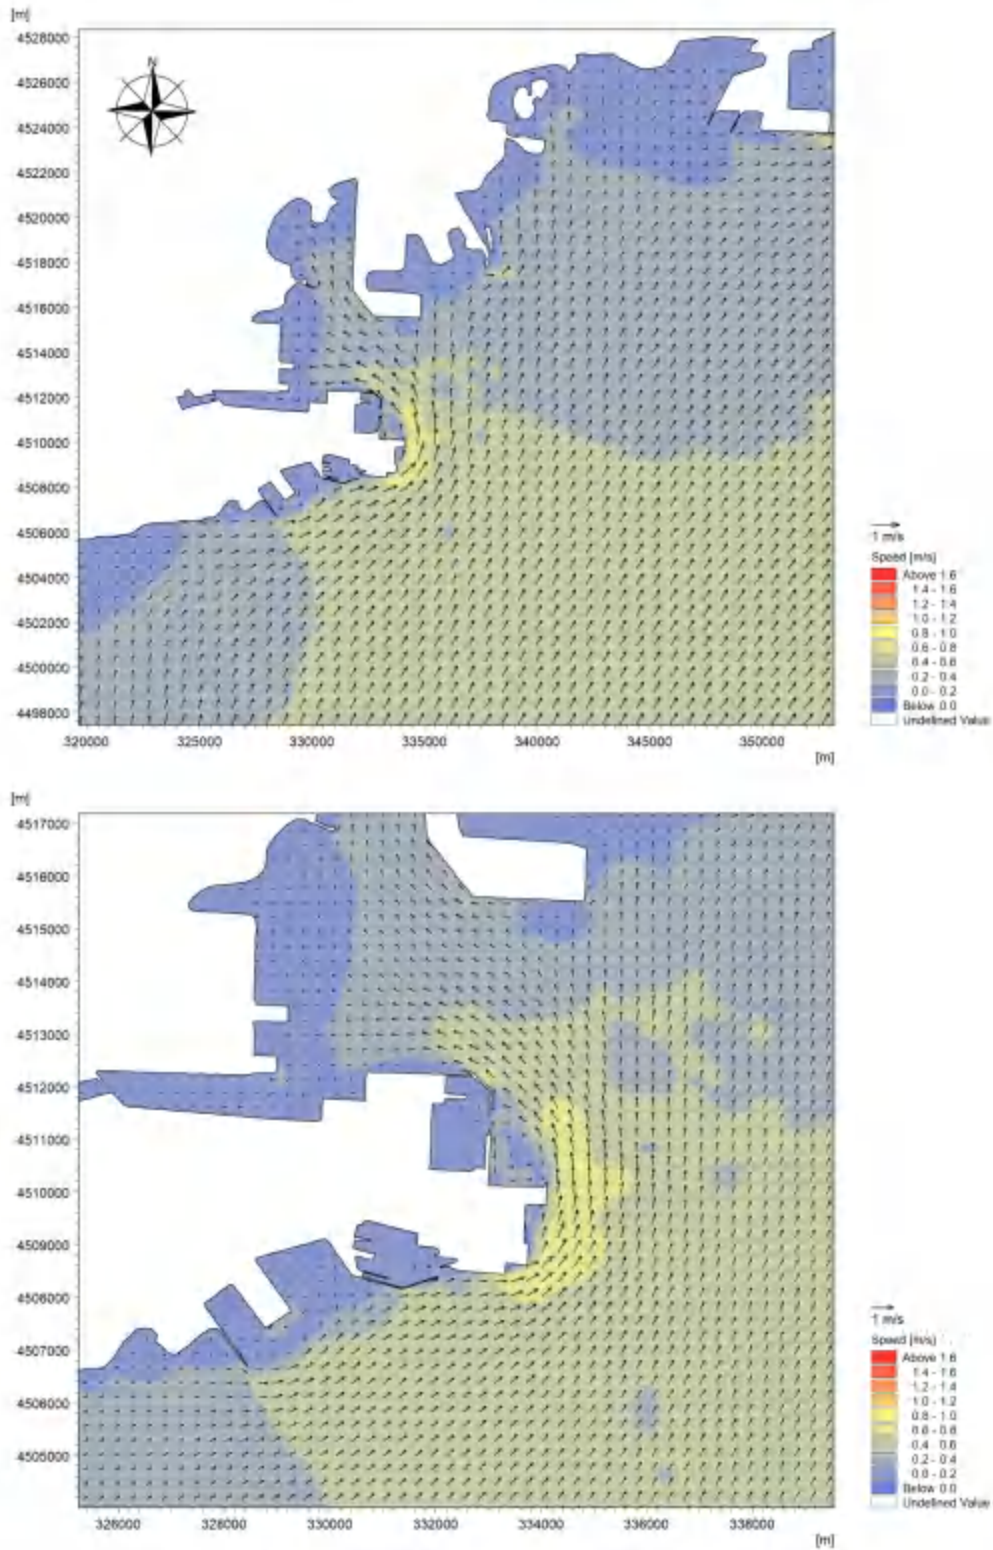 [m]
4528000
N
4526000
4524000
4522000
4520000
4518000
4516000
4514000
4512000
4510000
4508000
4506000
4504000
4502000
4500000
4498000
320000 325000 330000 335000 340000 345000 350000
[m]
1 m/s
Speed [m/s]
Above 1.6
1.4 - 1.6
1.2 - 1.4
1.0 - 1.2
0.8 - 1.0
0.6 - 0.8
0.4 - 0.6
0.2 - 0.4
0.0 - 0.2
Below 0.0
Undefined Value
[m]
4517000
4516000
4515000
4514000
4513000
4512000
4511000
4510000
4509000
4508000
4507000
4506000
4505000
326000 328000 330000 332000 334000 336000 338000
[m]
1 m/s
Speed [m/s]
Above 1.6
1.4 - 1.6
1.2 - 1.4
1.0 - 1.2
0.8 - 1.0
0.6 - 0.8
0.4 - 0.6
0.2 - 0.4
0.0 - 0.2
Below 0.0
Undefined Value